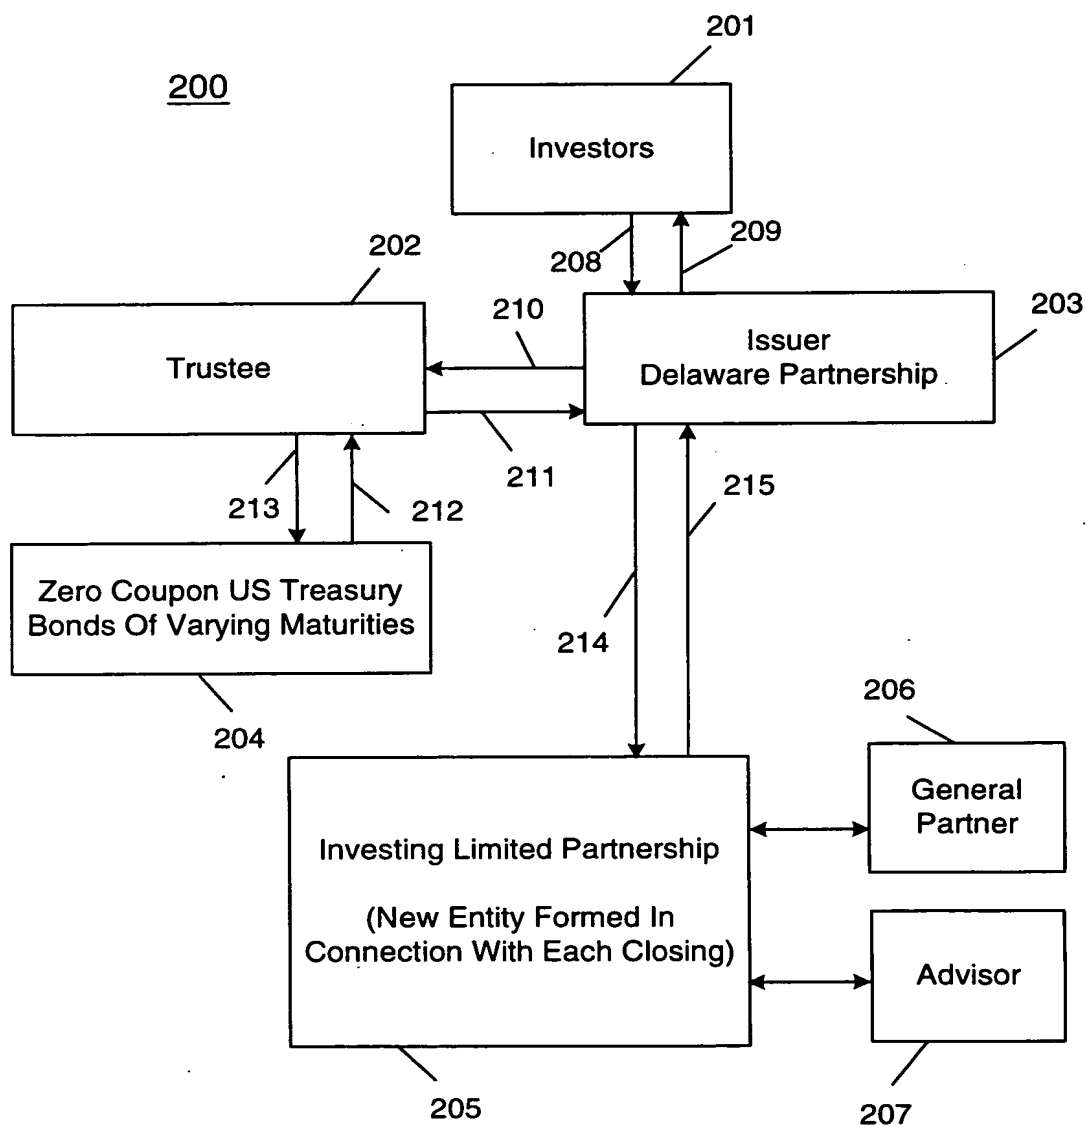 201
200
Investors
202
208
209
210
203
Issuer
Delaware Partnership
Trustee
211
213
212
215
Zero Coupon US Treasury
Bonds Of Varying Maturities
214
204
206
General
Partner
Investing Limited Partnership
(New Entity Formed In
Connection With Each Closing)
Advisor
205
207